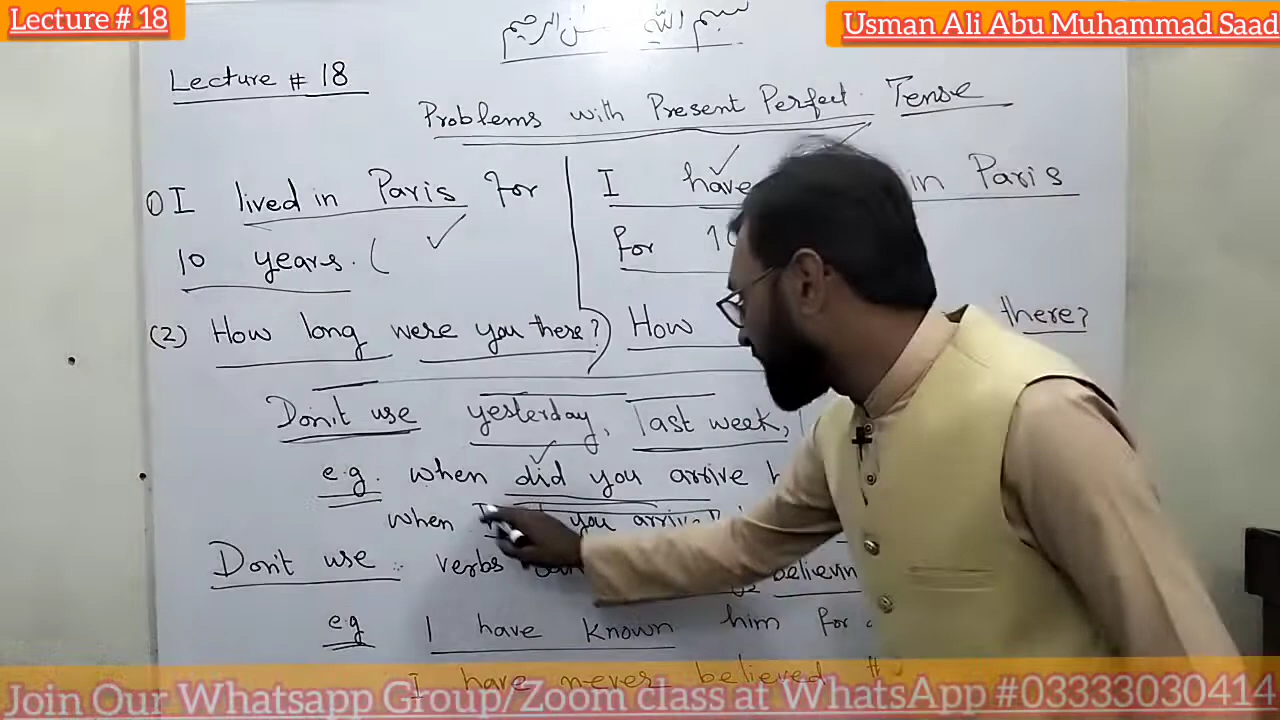 Lecture # 18
Usman Ali Abu Muhammad Saad
بسم اللہ
Lecture # 18
Problems with Present Perfect Tense
1) I lived in Paris for
10 years. (
I have in Paris
for 10
(2) How long were you there?
How there?
Don't use yesterday, last week,
e.g. when did you arrive
when you arrive
Don't use verbs
e.g I have known him for
I have never believed
Join Our Whatsapp Group/Zoom class at WhatsApp #03333030414